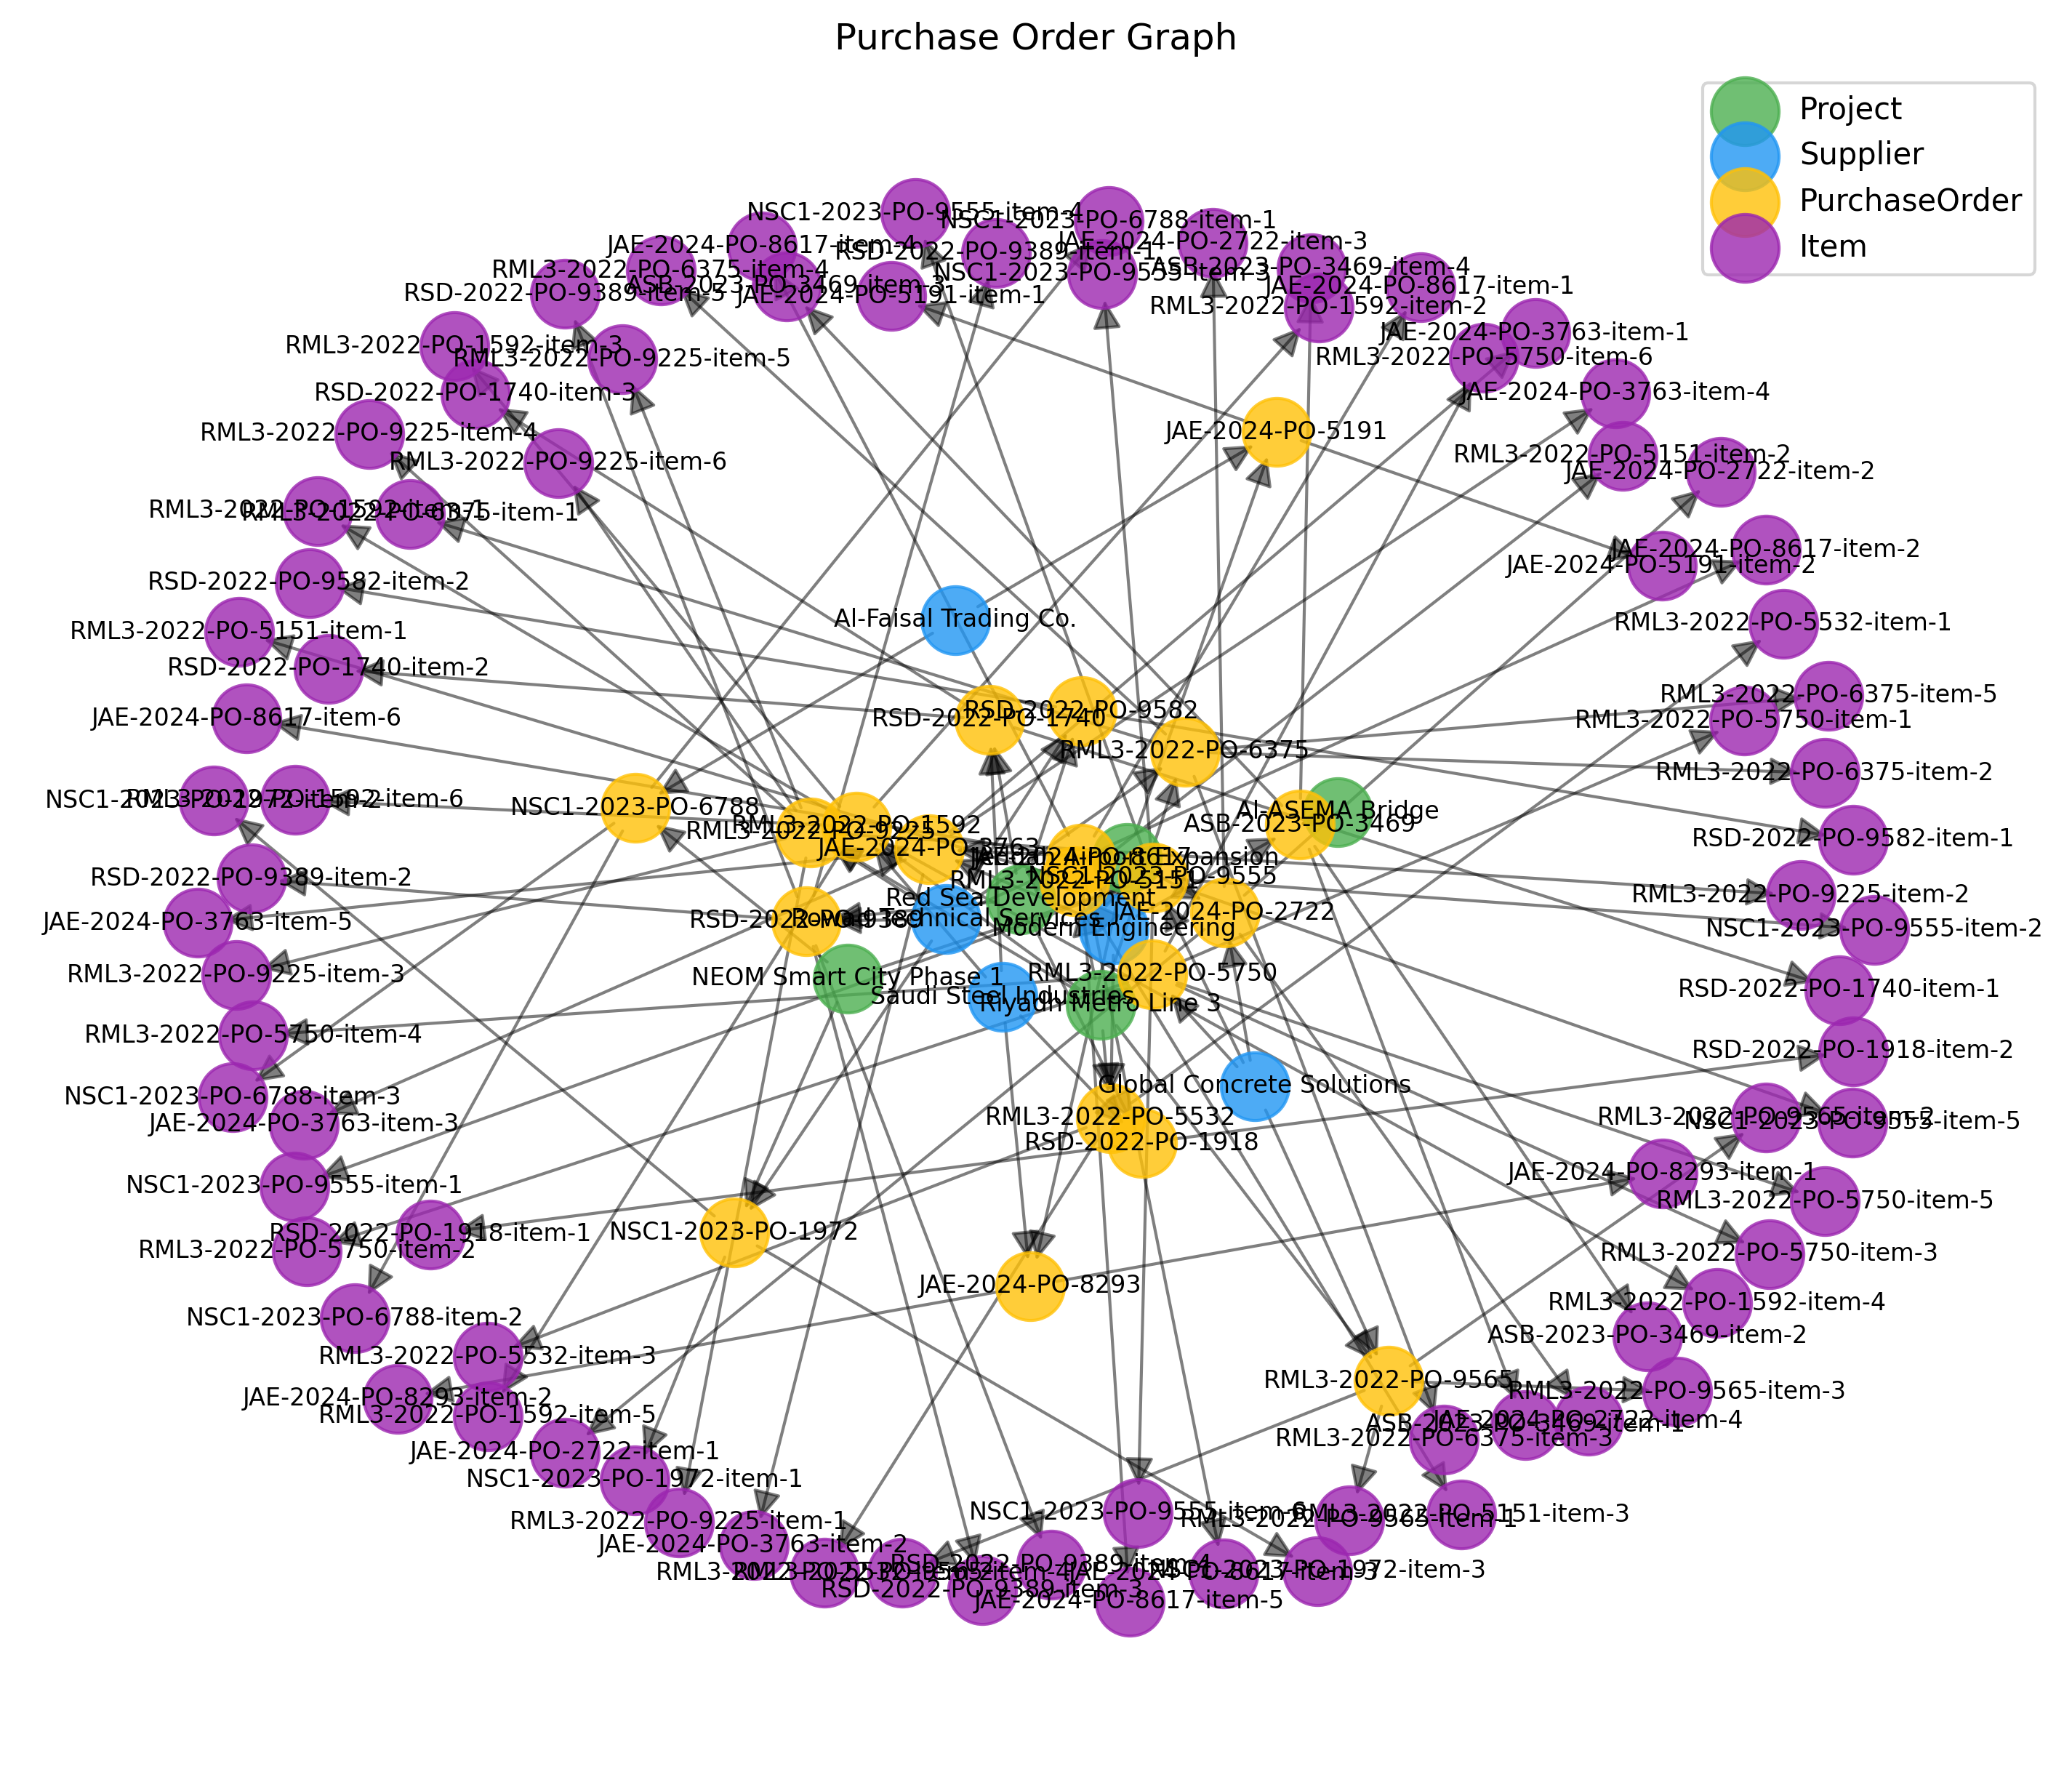 Purchase Order Graph
Project
Supplier
PurchaseOrder
Item
NSC1-2023-PO-9555-item-4
NSC1-2023-PO-6788-item-1
JAE-2024-PO-8617-item-4
RSD-2022-PO-9389-item-1
JAE-2024-PO-2722-item-3
RML3-2022-PO-6375-item-4
ASB-2023-PO-3469-item-3
NSC1-2023-PO-9555-item-3
ASB-2023-PO-3469-item-4
RSD-2022-PO-9389-item-5
JAE-2024-PO-5191-item-1
JAE-2024-PO-8617-item-1
RML3-2022-PO-1592-item-2
RML3-2022-PO-1592-item-3
RML3-2022-PO-9225-item-5
JAE-2024-PO-3763-item-1
RML3-2022-PO-5750-item-6
RSD-2022-PO-1740-item-3
JAE-2024-PO-3763-item-4
RML3-2022-PO-9225-item-4
JAE-2024-PO-5191
RML3-2022-PO-9225-item-6
RML3-2022-PO-5151-item-2
JAE-2024-PO-2722-item-2
RML3-2022-PO-1592-item-1
RML3-2022-PO-6375-item-1
JAE-2024-PO-8617-item-2
JAE-2024-PO-5191-item-2
RSD-2022-PO-9582-item-2
Al-Faisal Trading Co.
RML3-2022-PO-5532-item-1
RML3-2022-PO-5151-item-1
RSD-2022-PO-1740-item-2
RML3-2022-PO-6375-item-5
JAE-2024-PO-8617-item-6
RSD-2022-PO-1740
RSD-2022-PO-9582
RML3-2022-PO-5750-item-1
RML3-2022-PO-6375
RML3-2022-PO-6375-item-2
NSC1-2023-PO-1972-item-2
RML3-2022-PO-1592-item-6
NSC1-2023-PO-6788
Al-ASEMA Bridge
RML3-2022-PO-1592
RML3-2022-PO-9225
ASB-2023-PO-3469
RSD-2022-PO-9582-item-1
JAE-2024-PO-3763
JAE-2024-PO-8617
Jeddah Airport Expansion
RSD-2022-PO-9389-item-2
RML3-2022-PO-5151
NSC1-2023-PO-9555
RML3-2022-PO-9225-item-2
Red Sea Development
JAE-2024-PO-3763-item-5
RSD-2022-PO-9389
Rowad Technical Services
JAE-2024-PO-2722
Modern Engineering
NSC1-2023-PO-9555-item-2
RML3-2022-PO-9225-item-3
NEOM Smart City Phase 1
RML3-2022-PO-5750
RSD-2022-PO-1740-item-1
Saudi Steel Industries
Riyadh Metro Line 3
RML3-2022-PO-5750-item-4
RSD-2022-PO-1918-item-2
NSC1-2023-PO-6788-item-3
Global Concrete Solutions
JAE-2024-PO-3763-item-3
RML3-2022-PO-5532
RML3-2022-PO-9565-item-2
NSC1-2023-PO-9555-item-5
RSD-2022-PO-1918
NSC1-2023-PO-9555-item-1
JAE-2024-PO-8293-item-1
RML3-2022-PO-5750-item-5
RSD-2022-PO-1918-item-1
NSC1-2023-PO-1972
RML3-2022-PO-5750-item-2
RML3-2022-PO-5750-item-3
JAE-2024-PO-8293
RML3-2022-PO-1592-item-4
NSC1-2023-PO-6788-item-2
ASB-2023-PO-3469-item-2
RML3-2022-PO-5532-item-3
RML3-2022-PO-9565
RML3-2022-PO-9565-item-3
JAE-2024-PO-8293-item-2
RML3-2022-PO-1592-item-5
ASB-2023-PO-3469-item-1
JAE-2024-PO-2722-item-4
RML3-2022-PO-6375-item-3
JAE-2024-PO-2722-item-1
NSC1-2023-PO-1972-item-1
NSC1-2023-PO-9555-item-6
RML3-2022-PO-5151-item-3
RML3-2022-PO-9225-item-1
RML3-2022-PO-9565-item-1
JAE-2024-PO-3763-item-2
RSD-2022-PO-9389-item-4
RML3-2022-PO-5532-item-2
RML3-2022-PO-9565-item-4
JAE-2024-PO-8617-item-3
NSC1-2023-PO-1972-item-3
RSD-2022-PO-9389-item-3
JAE-2024-PO-8617-item-5